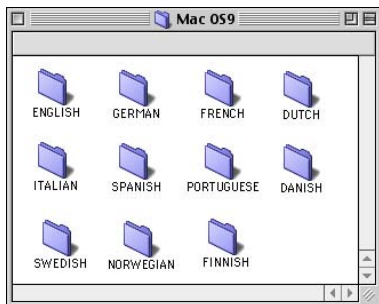 Mac OS9
ENGLISH GERMAN FRENCH DUTCH
ITALIAN SPANISH PORTUGUESE DANISH
SWEDISH NORWEGIAN FINNISH